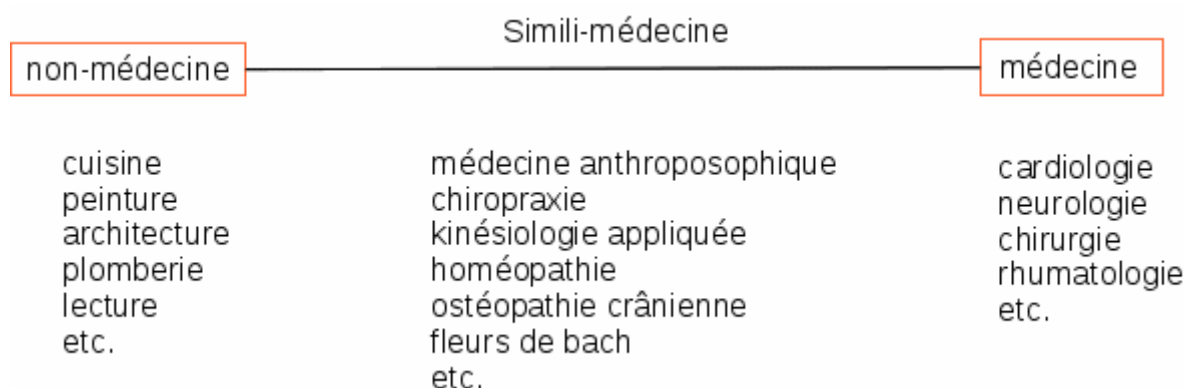 Simili-médecine
non-médecine
médecine
cuisine
peinture
architecture
plomberie
lecture
etc.
médecine anthroposophique
chiropraxie
kinésiologie appliquée
homéopathie
ostéopathie crânienne
fleurs de bach
etc.
cardiologie
neurologie
chirurgie
rhumatologie
etc.